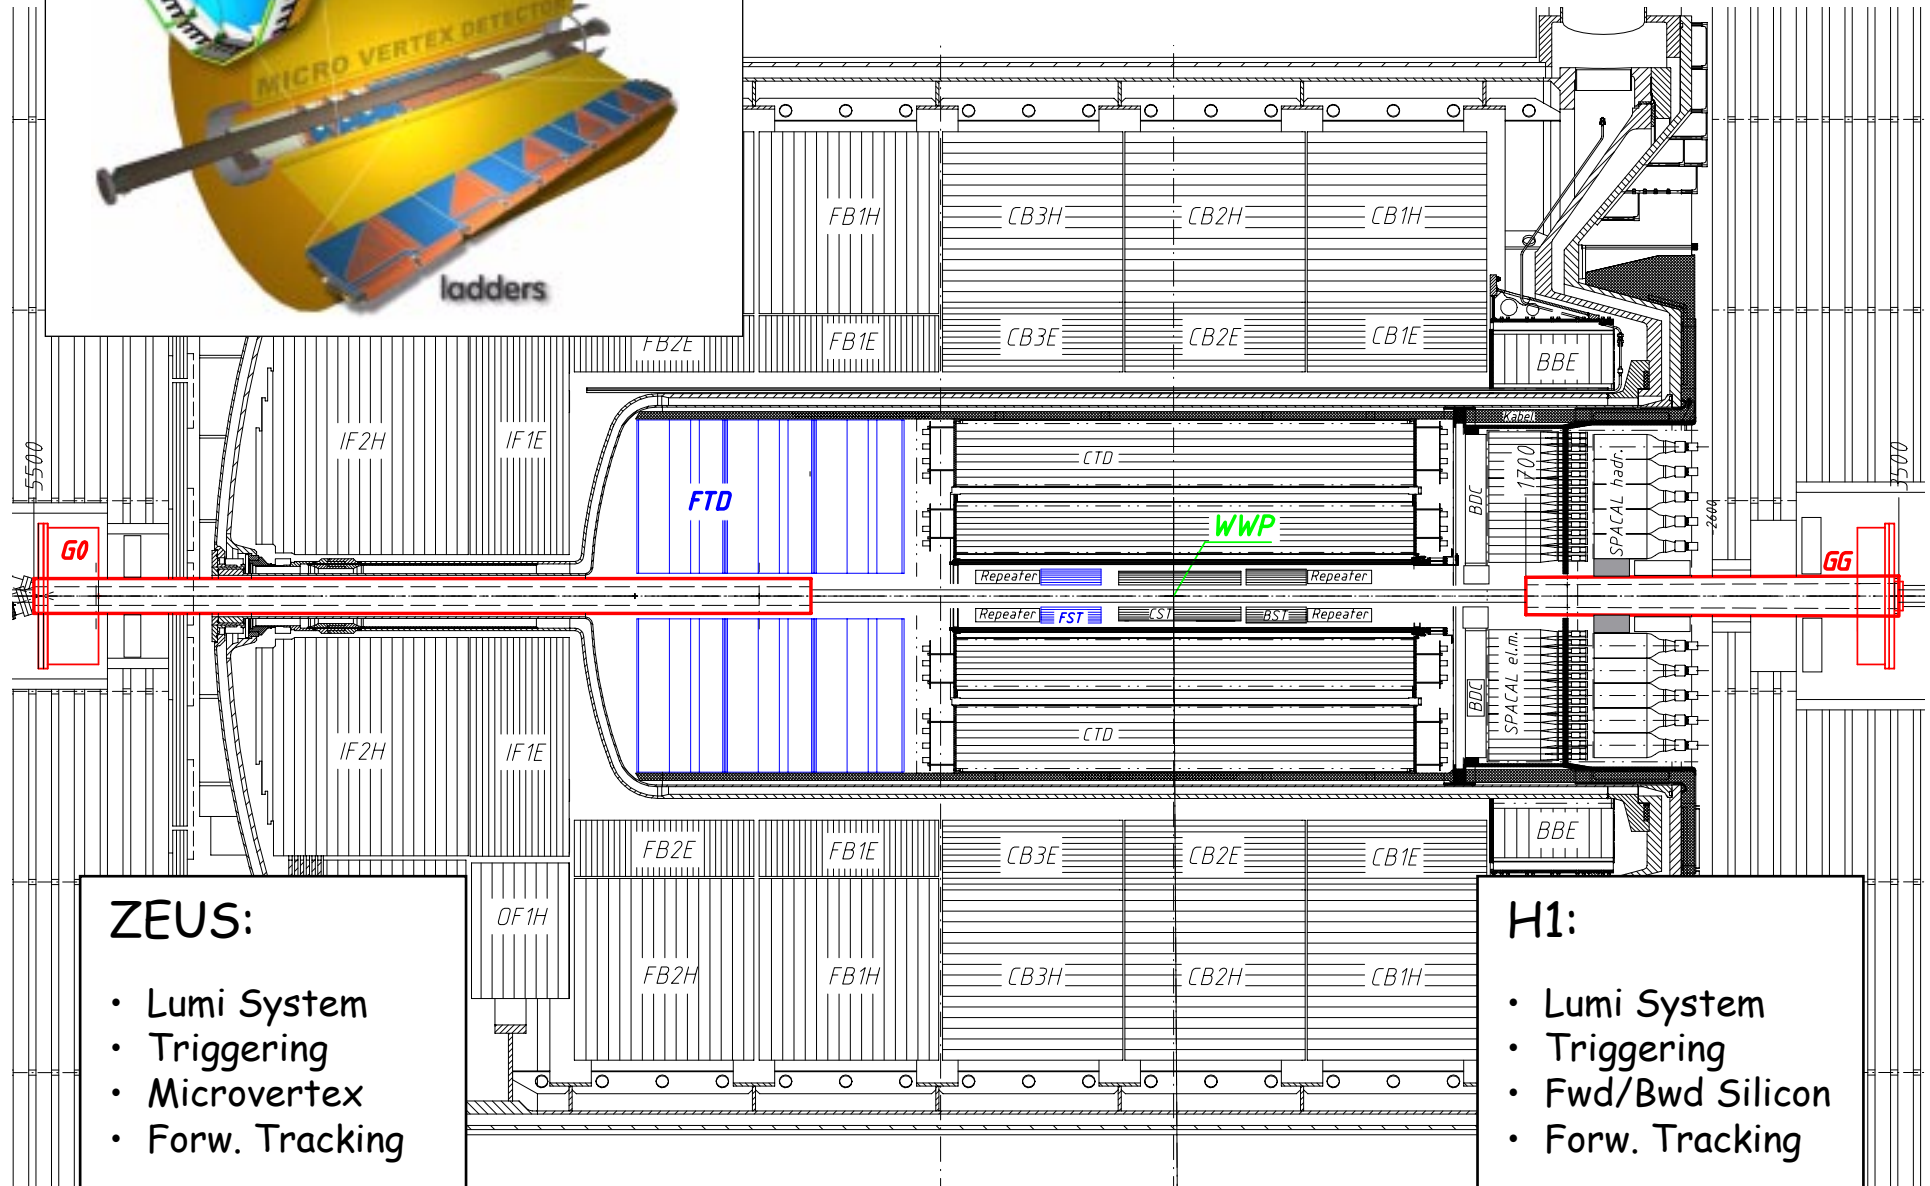 MICRO VERTEX DETECTOR
ladders
FB1H
CB3H
CB2H
CB1H
FB2E
FB1E
CB3E
CB2E
CB1E
BBE
Kabel
IF2H
IF1E
FTD
CTD
WWP
BDC
1700
SPACAL hadr.
2600
5500
3500
GO
GG
Repeater
Repeater
Repeater
FST
CST
BST
Repeater
BDC
SPACAL el.m.
IF2H
IF1E
CTD
BBE
FB2E
FB1E
CB3E
CB2E
CB1E
OF1H
FB2H
FB1H
CB3H
CB2H
CB1H
ZEUS:
• Lumi System
• Triggering
• Microvertex
• Forw. Tracking
H1:
• Lumi System
• Triggering
• Fwd/Bwd Silicon
• Forw. Tracking